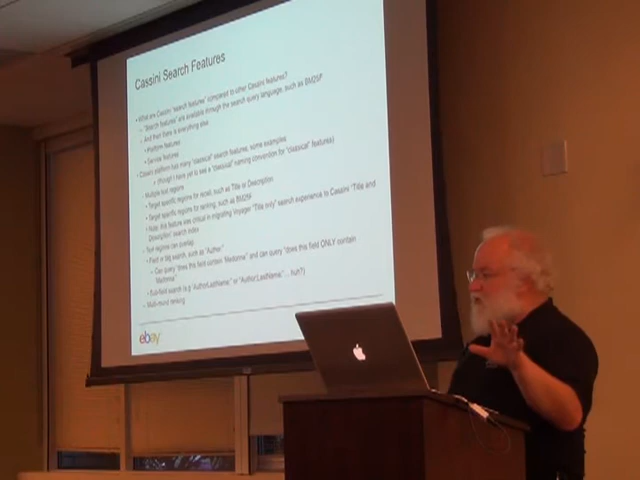 Cassini Search Features
• What are Cassini "search features" compared to other Cassini features?
• "Search features" are available through the search query language, such as BM25F
• And then there is everything else
• Platform features
• Service features
• Cassini platform has many "classical" search features, some examples
• (though I have yet to see a "classical" naming convention for "classical" features)
• Multiple text regions
• Target specific regions for recall, such as Title or Description
• Target specific regions for ranking, such as BM25F
• Note: this feature was critical in migrating Voyager "Title only" search experience to Cassini "Title and
Description" search index
• Text regions can overlap
• Field or tag search, such as "Author:"
• Can query "does this field contain 'Madonna'" and can query "does this field ONLY contain
'Madonna'"
• Sub-field search (e.g "Author.LastName:" or "Author:LastName:"
• Multi-round ranking
ebay